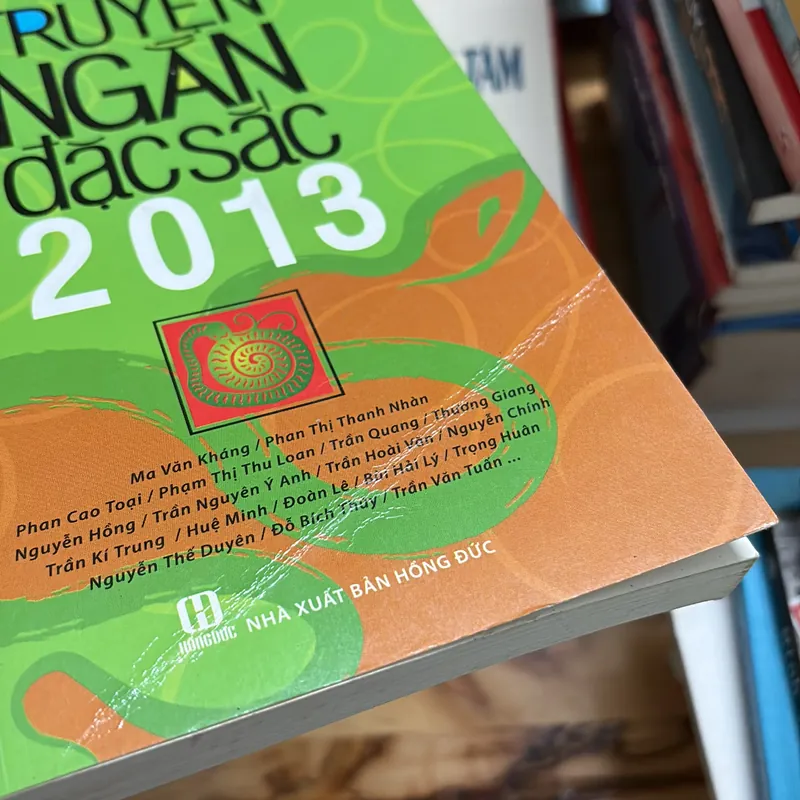 TRUYỆN
NGẮN
đặc sắc
2013
TÂM
Ma Văn Kháng / Phan Thị Thanh Nhàn
Phan Cao Toại / Phạm Thị Thu Loan / Trần Quang / Thương Giang
Nguyễn Hồng / Trần Nguyên Ý Anh / Trần Hoài Văn / Nguyễn Chính
Trần Kí Trung / Huệ Minh / Đoàn Lê / Bùi Hải Lý / Trọng Huân
Nguyễn Thế Duyên / Đỗ Bích Thúy / Trần Văn Tuấn ...
HONGDUC NHÀ XUẤT BẢN HỒNG ĐỨC